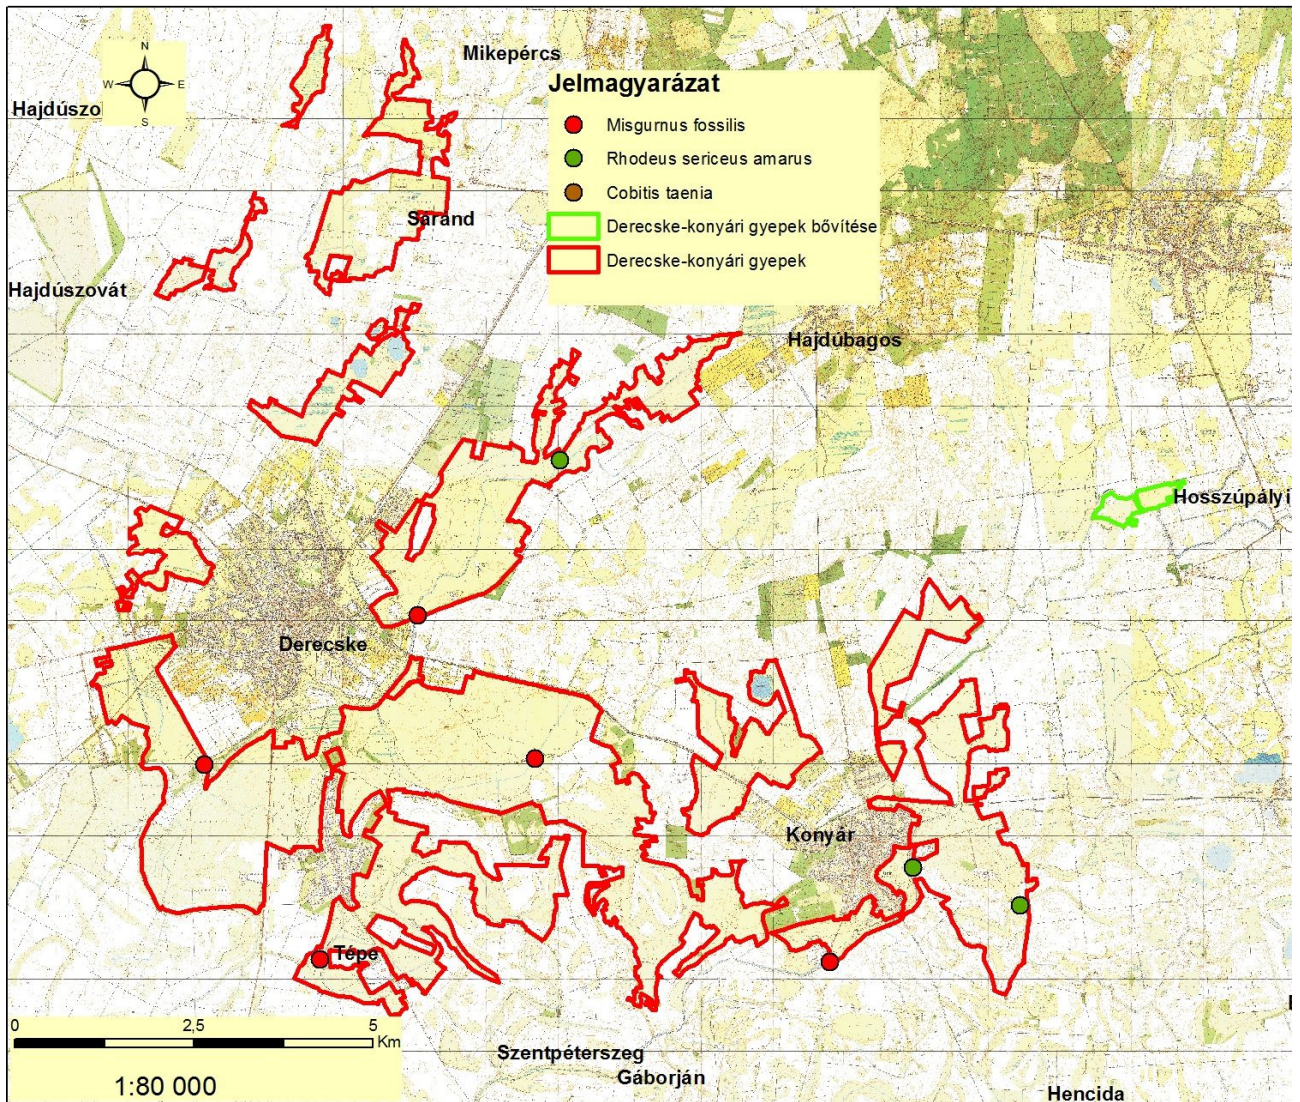 N
W E
S
Mikepércs
Hajdúszo
Jelmagyarázat
Misgurnus fossilis
Rhodeus sericeus amarus
Cobitis taenia
Derecske-konyári gyepek bővítése
Derecske-konyári gyepek
Sáránd
Hajdúszovát
Hajdúbagos
Hosszúpályi
Derecske
Konyár
Tépe
0 2,5 5
Km
1:80 000
Szentpéterszeg
Gáborján
Hencida